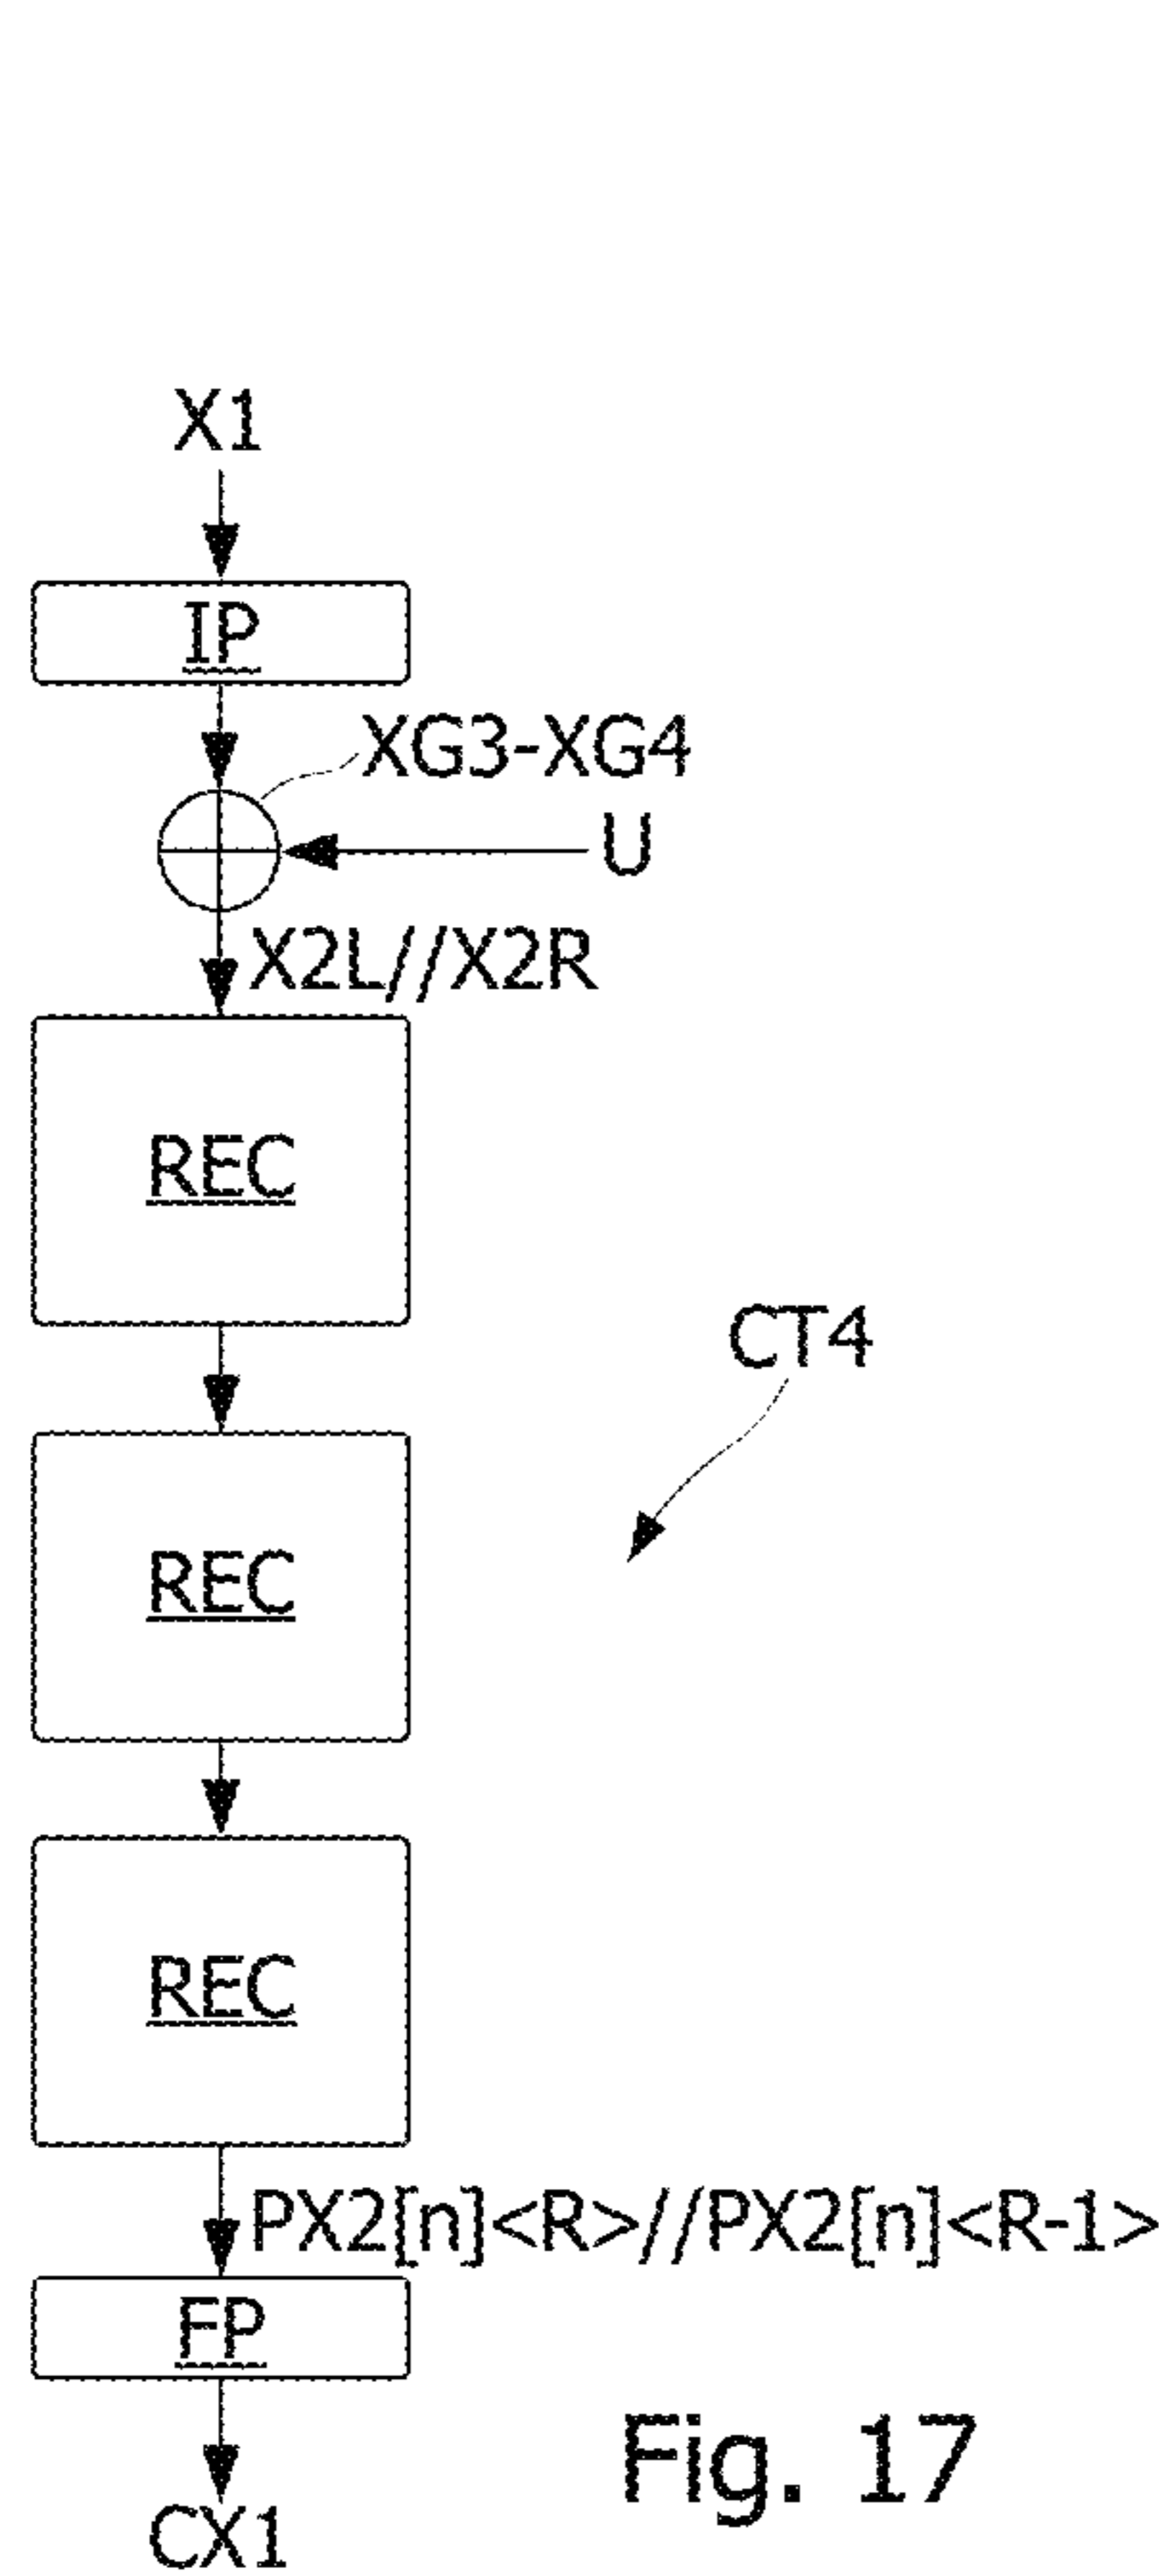 X1
IP
XG3-XG4
U
X2L//X2R
REC
CT4
REC
REC
PX2[n]<R>//PX2[n]<R-1>
FP
Fig. 17
CX1